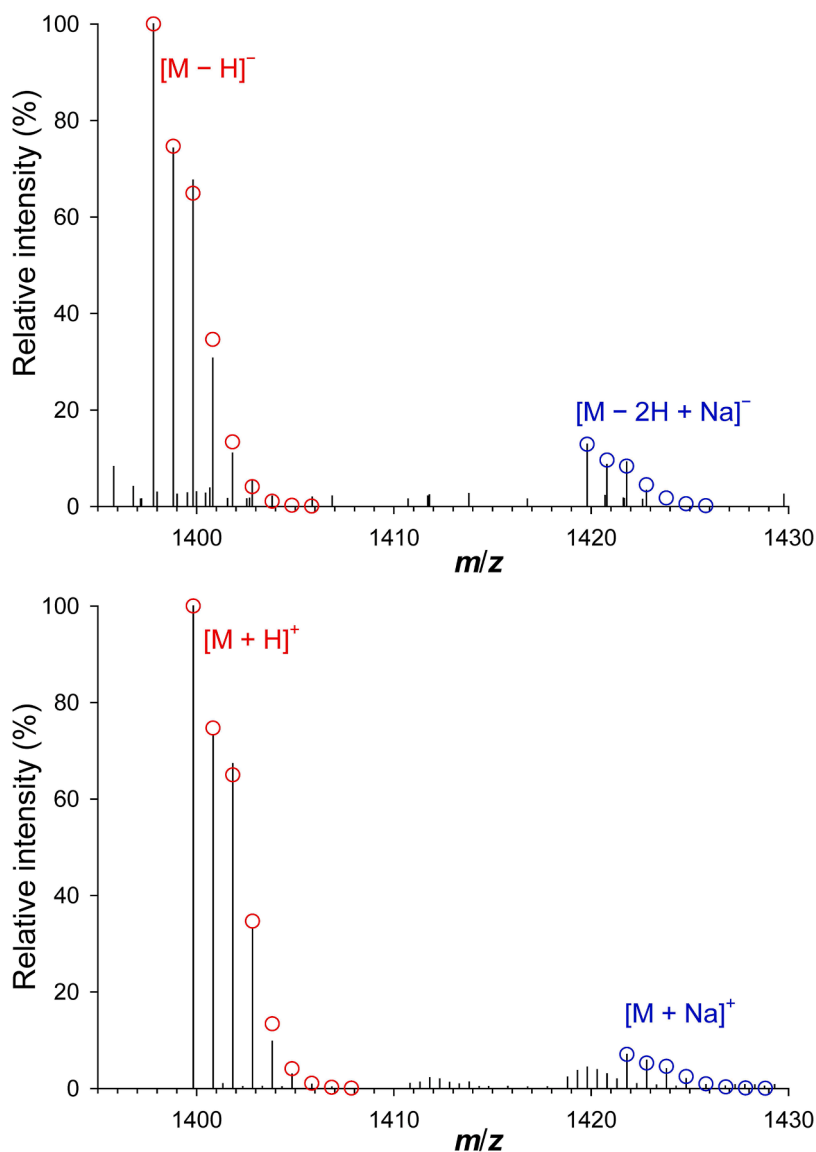 100
[M − H]⁻
80
60
Relative intensity (%)
40
[M − 2H + Na]⁻
20
0
1400
1410
1420
1430
m/z
100
[M + H]⁺
80
60
Relative intensity (%)
40
20
[M + Na]⁺
0
1400
1410
1420
1430
m/z